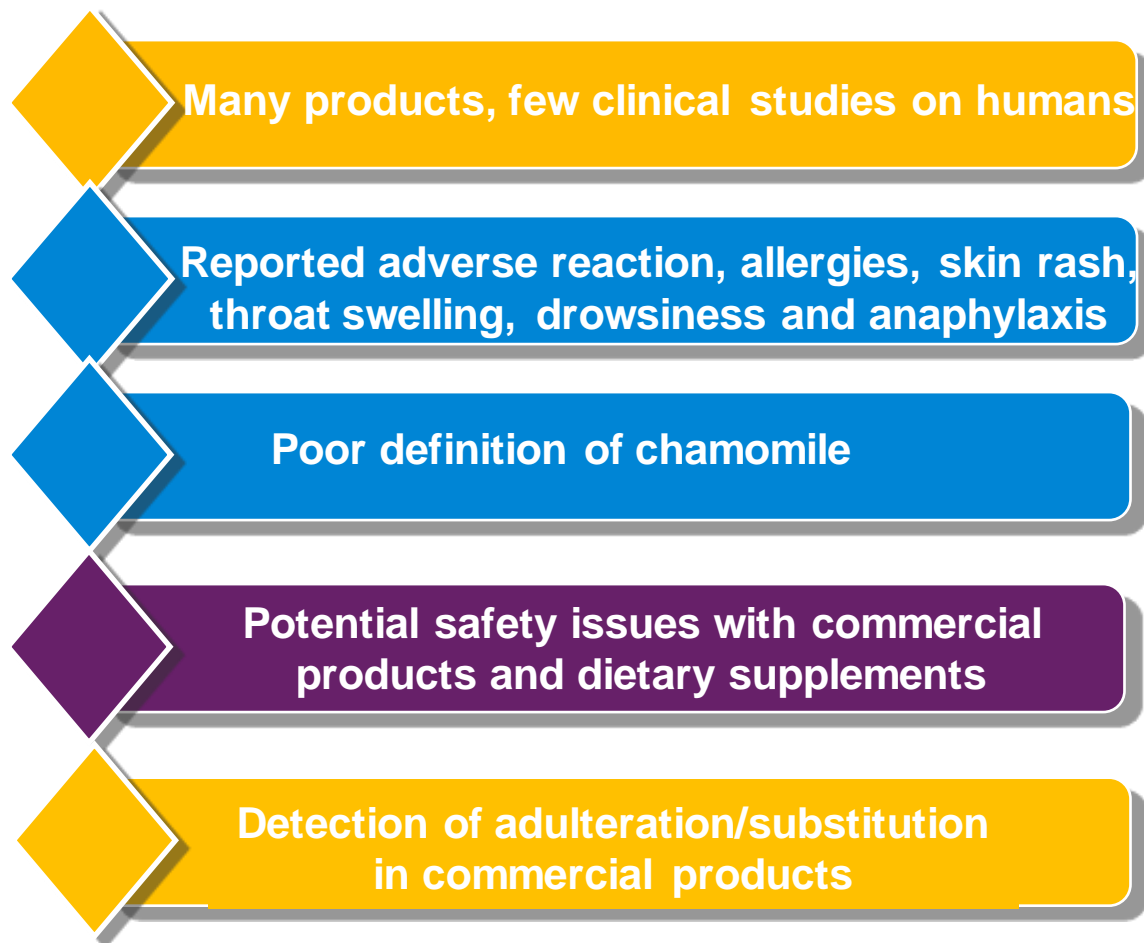 Many products, few clinical studies on humans
Reported adverse reaction, allergies, skin rash,
throat swelling, drowsiness and anaphylaxis
Poor definition of chamomile
Potential safety issues with commercial
products and dietary supplements
Detection of adulteration/substitution
in commercial products